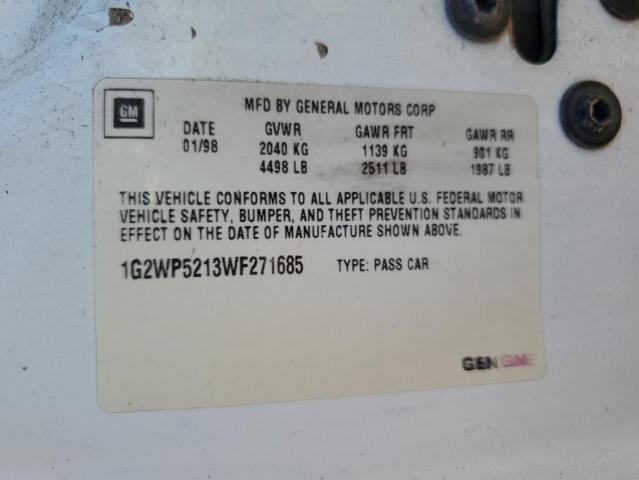 GM
MFD BY GENERAL MOTORS CORP
DATE GVWR GAWR FRT GAWR RR
01/98 2040 KG 1139 KG 901 KG
4498 LB 2511 LB 1987 LB
THIS VEHICLE CONFORMS TO ALL APPLICABLE U.S. FEDERAL MOTOR
VEHICLE SAFETY, BUMPER, AND THEFT PREVENTION STANDARDS IN
EFFECT ON THE DATE OF MANUFACTURE SHOWN ABOVE.
1G2WP5213WF271685 TYPE: PASS CAR